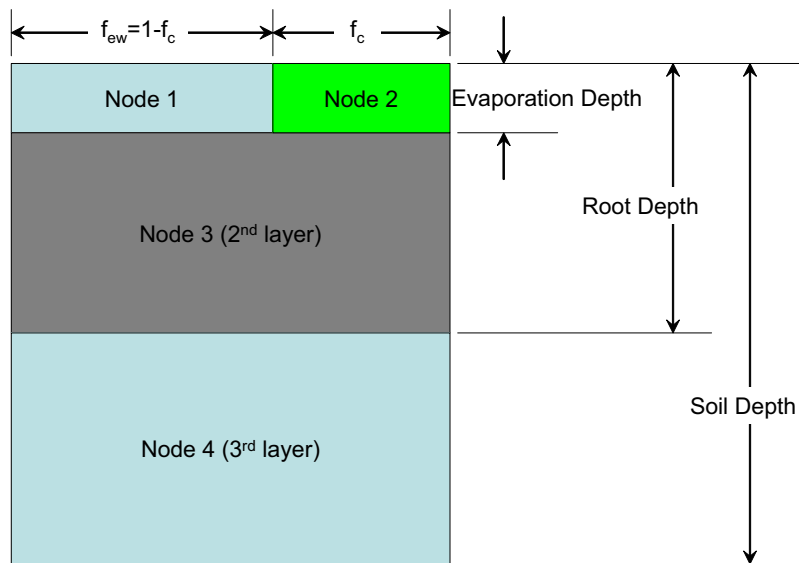 f_ew=1-f_c
f_c
Node 1
Node 2
Evaporation Depth
Root Depth
Node 3 (2nd layer)
Soil Depth
Node 4 (3rd layer)